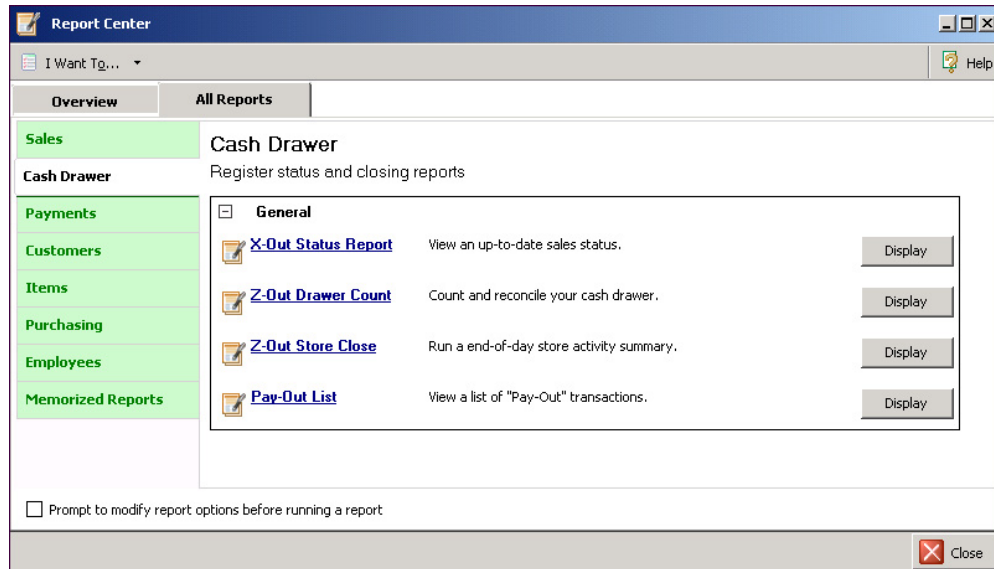 Report Center
I Want To...
Help
Overview
All Reports
Sales
Cash Drawer
Payments
Customers
Items
Purchasing
Employees
Memorized Reports
Cash Drawer
Register status and closing reports
General
X-Out Status Report View an up-to-date sales status. Display
Z-Out Drawer Count Count and reconcile your cash drawer. Display
Z-Out Store Close Run a end-of-day store activity summary. Display
Pay-Out List View a list of "Pay-Out" transactions. Display
Prompt to modify report options before running a report
Close